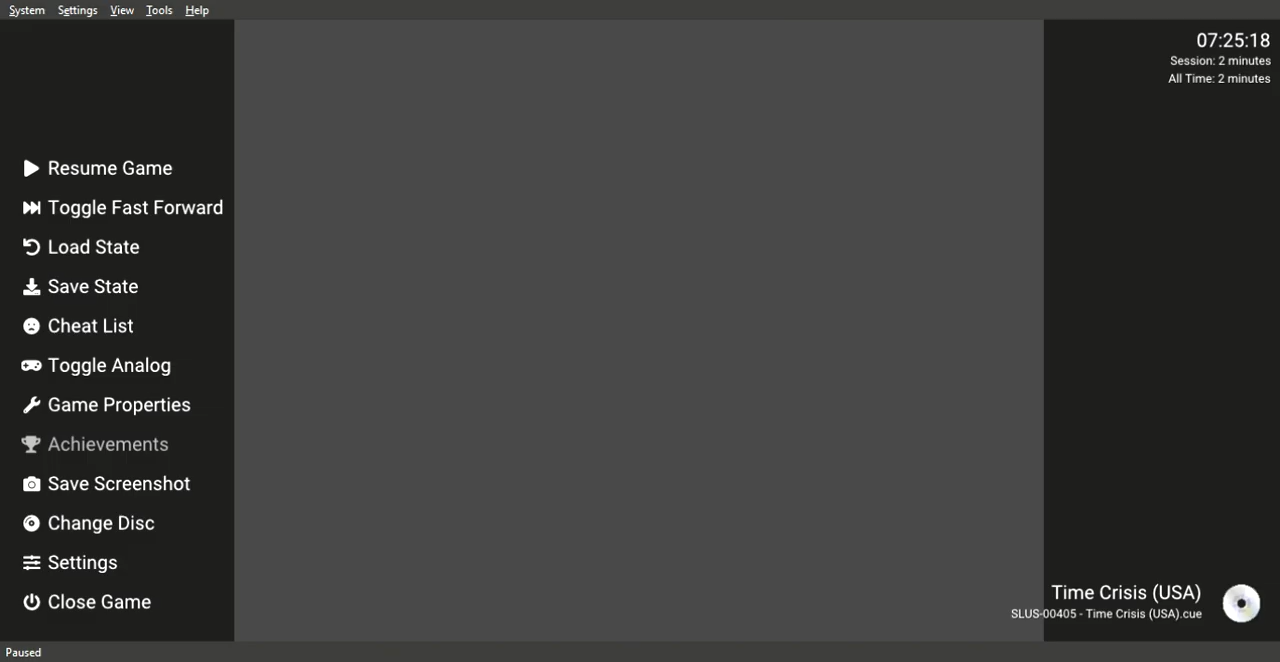 System Settings View Tools Help
07:25:18
Session: 2 minutes
All Time: 2 minutes
Resume Game
Toggle Fast Forward
Load State
Save State
Cheat List
Toggle Analog
Game Properties
Achievements
Save Screenshot
Change Disc
Settings
Close Game
Time Crisis (USA)
SLUS-00405 - Time Crisis (USA).cue
Paused